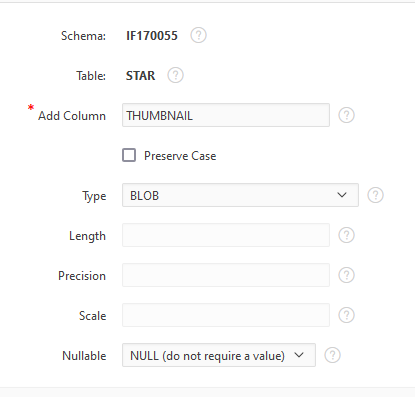 Schema: IF170055 ?
Table: STAR ?
* Add Column THUMBNAIL ?
Preserve Case
Type BLOB ?
Length ?
Precision ?
Scale ?
Nullable NULL (do not require a value) ?